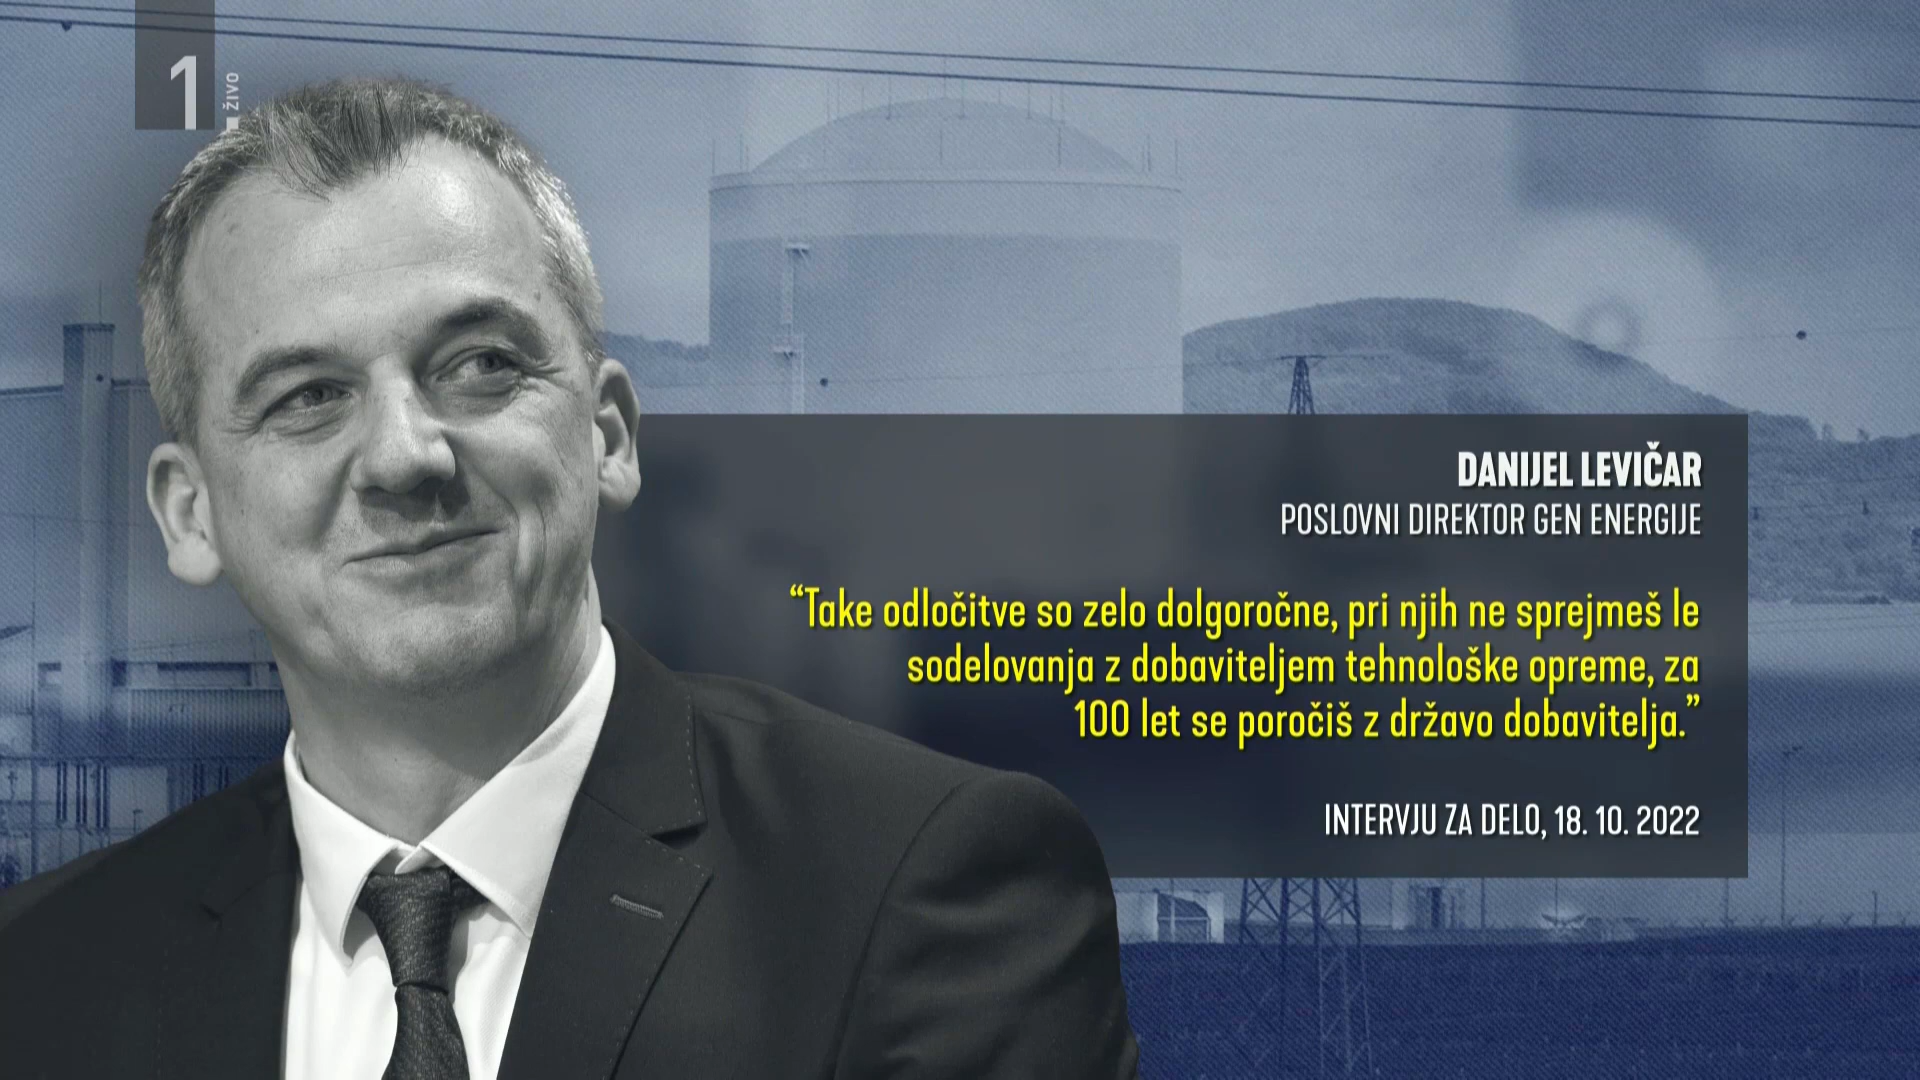 1
ŽIVO
DANIJEL LEVIČAR
POSLOVNI DIREKTOR GEN ENERGIJE
“Take odločitve so zelo dolgoročne, pri njih ne sprejmeš le
sodelovanja z dobaviteljem tehnološke opreme, za
100 let se poročiš z državo dobavitelja.”
INTERVJU ZA DELO, 18. 10. 2022